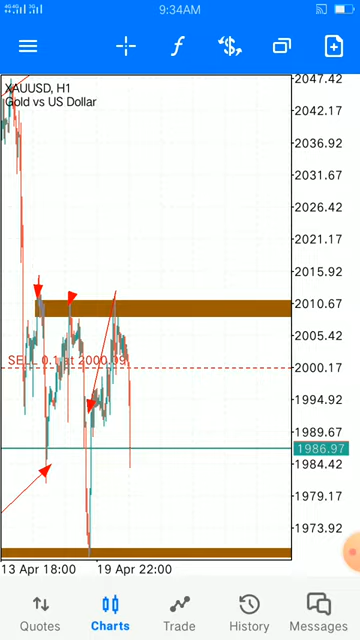 9:34AM
XAUUSD, H1
Gold vs US Dollar
2047.42
2042.17
2036.92
2031.67
2026.42
2021.17
2015.92
2010.67
2005.42
SELL 0.1 at 2000.09
2000.17
1994.92
1989.67
1986.97
1984.42
1979.17
1973.92
13 Apr 18:00 19 Apr 22:00
Quotes Charts Trade History Messages